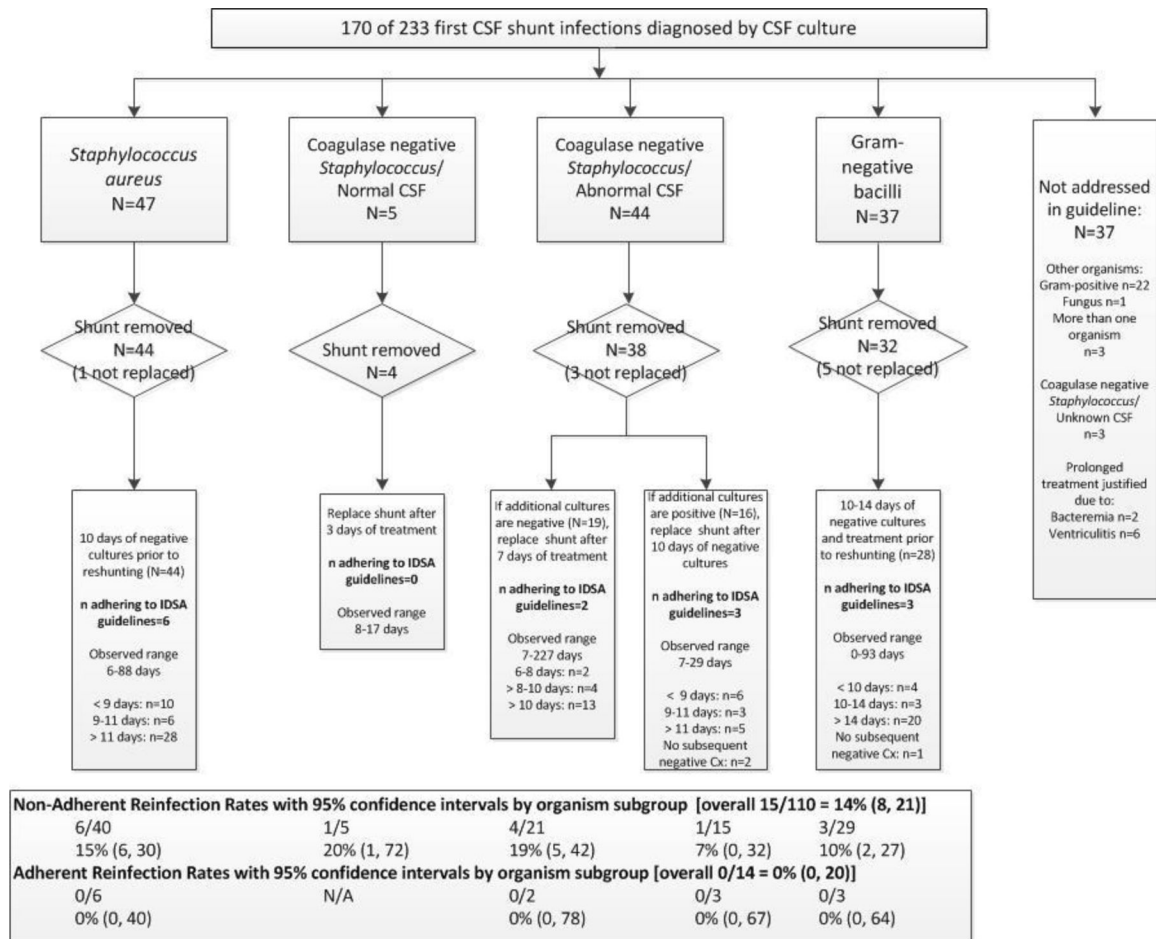 170 of 233 first CSF shunt infections diagnosed by CSF culture
Staphylococcus
aureus
N=47
Coagulase negative
Staphylococcus/
Normal CSF
N=5
Coagulase negative
Staphylococcus/
Abnormal CSF
N=44
Gram-
negative
bacilli
N=37
Not addressed
in guideline:
N=37
Other organisms:
Gram-positive n=22
Fungus n=1
More than one
organism
n=3
Coagulase negative
Staphylococcus/
Unknown CSF
n=3
Prolonged
treatment justified
due to:
Bacteremia n=2
Ventriculitis n=6
Shunt removed
N=44
(1 not replaced)
Shunt removed
N=4
Shunt removed
N=38
(3 not replaced)
Shunt removed
N=32
(5 not replaced)
10 days of negative
cultures prior to
reshunting (N=44)
n adhering to IDSA
guidelines=6
Observed range
6-88 days
< 9 days: n=10
9-11 days: n=6
> 11 days: n=28
Replace shunt after
3 days of treatment
n adhering to IDSA
guidelines=0
Observed range
8-17 days
If additional cultures
are negative (N=19),
replace shunt after
7 days of treatment
n adhering to IDSA
guidelines=2
Observed range
7-227 days
6-8 days: n=2
> 8-10 days: n=4
> 10 days: n=13
If additional cultures
are positive (N=16),
replace shunt after
10 days of negative
cultures
n adhering to IDSA
guidelines=3
Observed range
7-29 days
< 9 days: n=6
9-11 days: n=3
> 11 days: n=5
No subsequent
negative Cx: n=2
10-14 days of
negative cultures
and treatment prior
to reshunting (n=28)
n adhering to IDSA
guidelines=3
Observed range
0-93 days
< 10 days: n=4
10-14 days: n=3
> 14 days: n=20
No subsequent
negative Cx: n=1
Non-Adherent Reinfection Rates with 95% confidence intervals by organism subgroup [overall 15/110 = 14% (8, 21)]
6/40 1/5 4/21 1/15 3/29
15% (6, 30) 20% (1, 72) 19% (5, 42) 7% (0, 32) 10% (2, 27)
Adherent Reinfection Rates with 95% confidence intervals by organism subgroup [overall 0/14 = 0% (0, 20)]
0/6 N/A 0/2 0/3 0/3
0% (0, 40) 0% (0, 78) 0% (0, 67) 0% (0, 64)